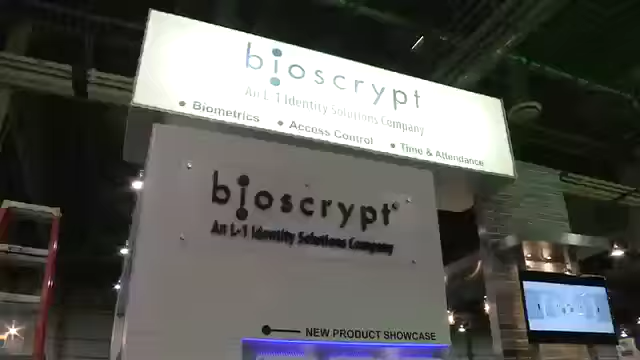 bioscrypt
An L-1 Identity Solutions Company
• Biometrics • Access Control • Time & Attendance
bioscrypt®
An L-1 Identity Solutions Company
NEW PRODUCT SHOWCASE